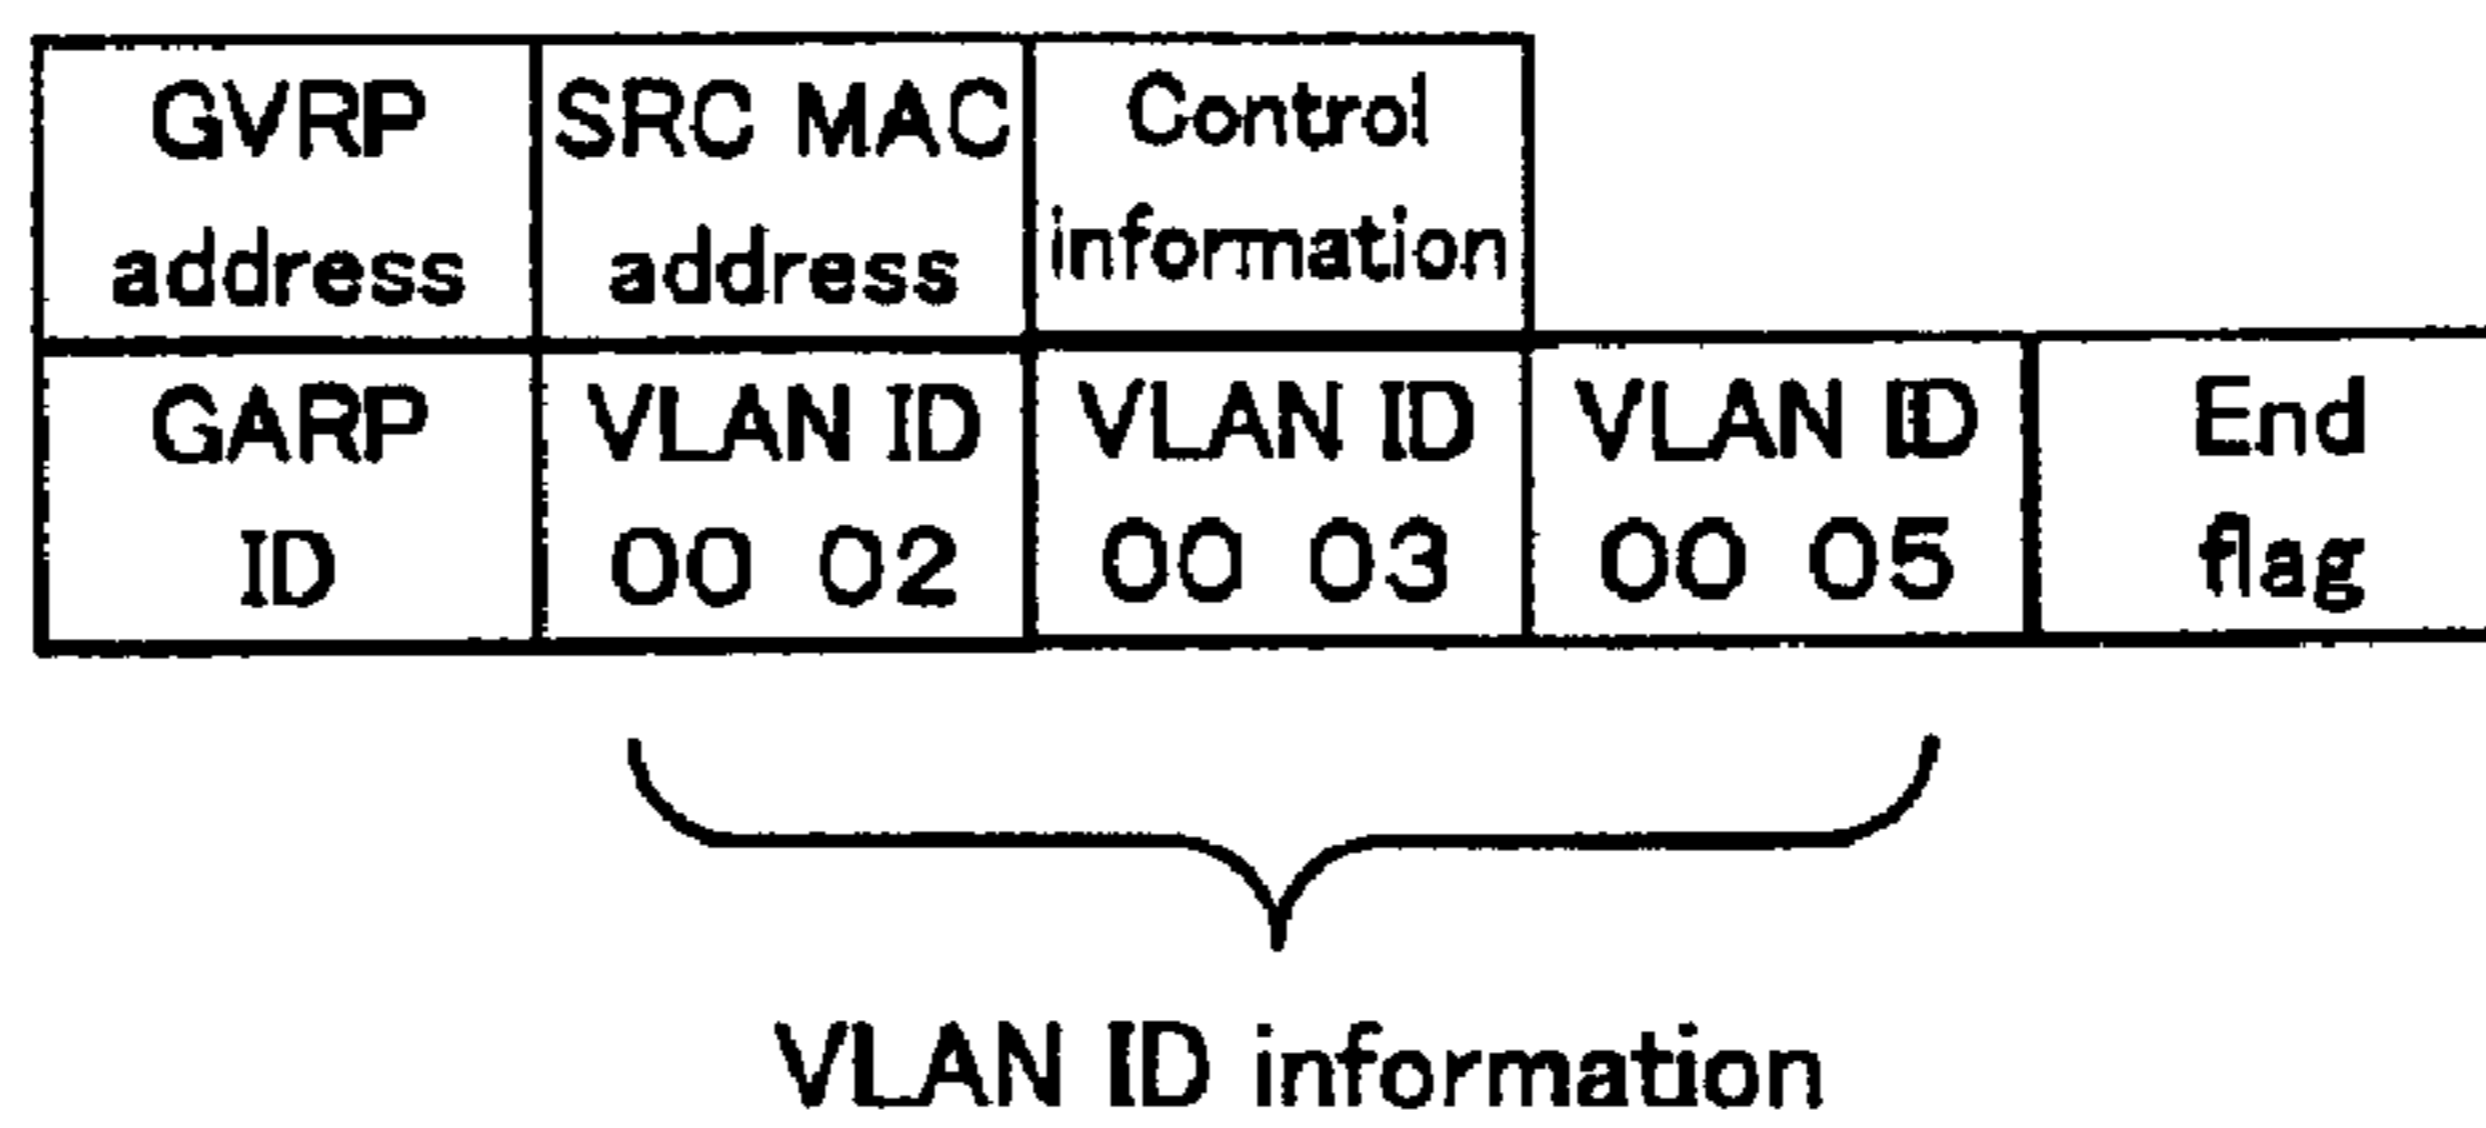 GVRP address
SRC MAC address
Control information
GARP ID
VLAN ID 00 02
VLAN ID 00 03
VLAN ID 00 05
End flag
VLAN ID information